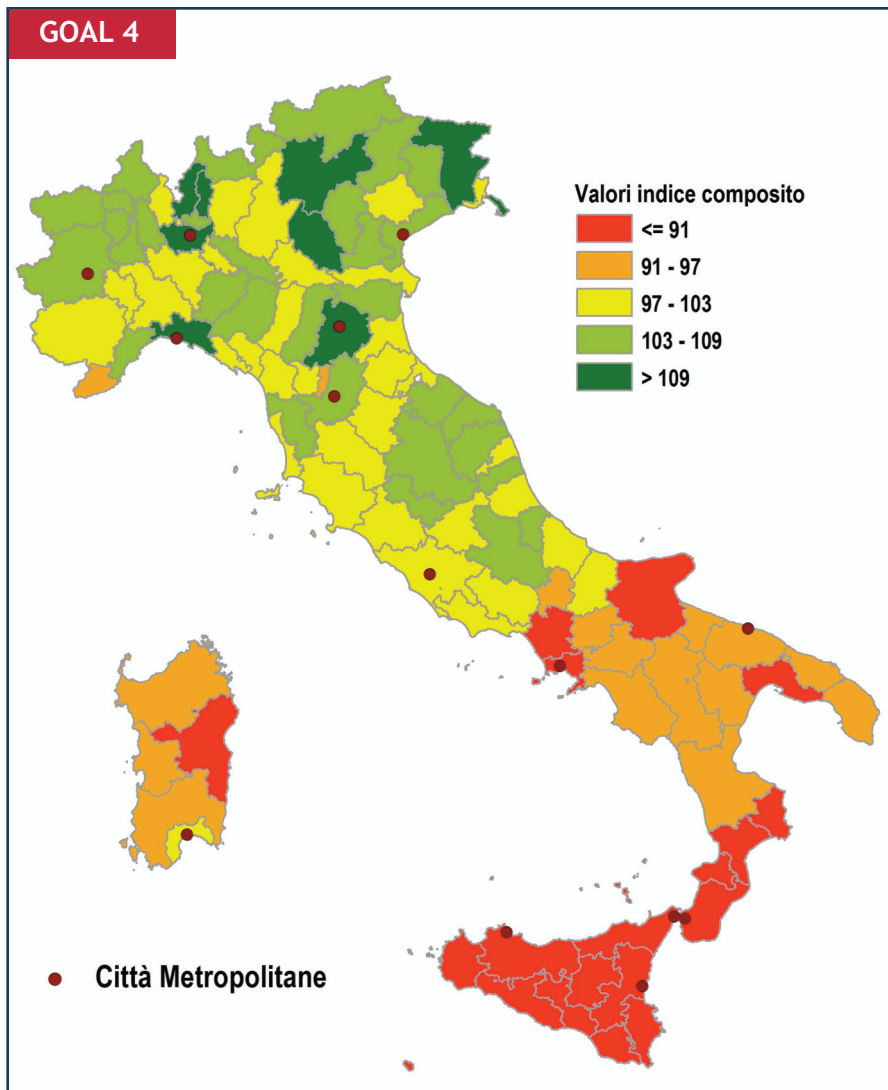 GOAL 4
Valori indice composito
<= 91
91 - 97
97 - 103
103 - 109
> 109
Città Metropolitane